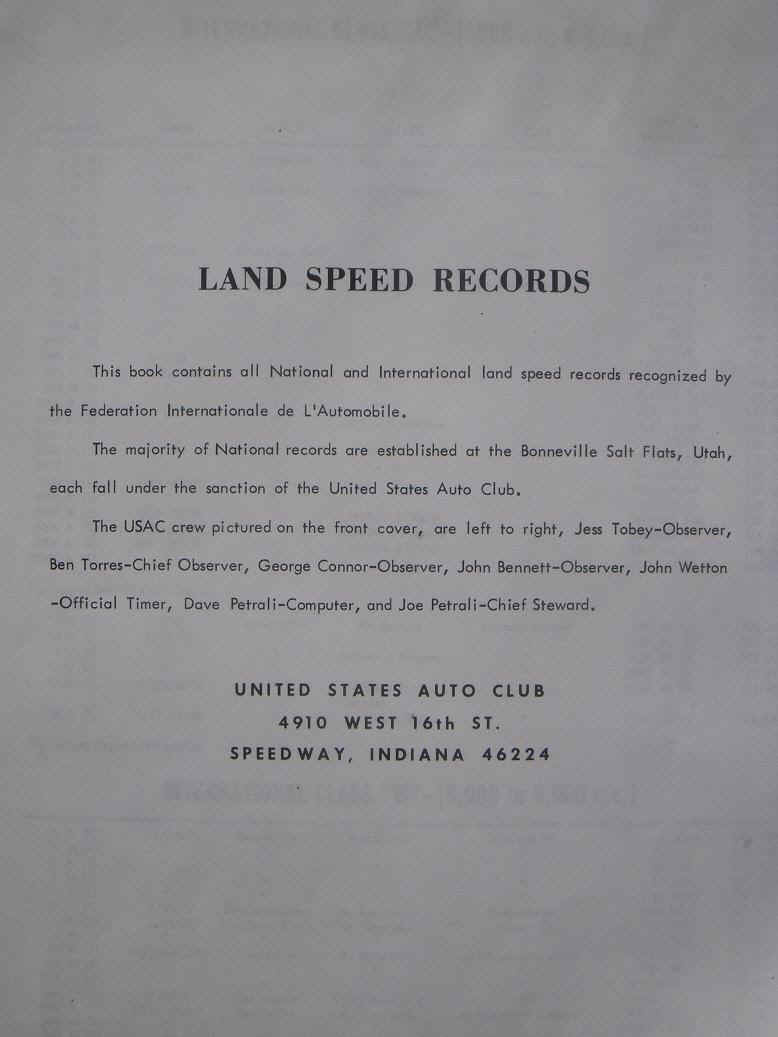 LAND SPEED RECORDS
This book contains all National and International land speed records recognized by
the Federation Internationale de L'Automobile.
The majority of National records are established at the Bonneville Salt Flats, Utah,
each fall under the sanction of the United States Auto Club.
The USAC crew pictured on the front cover, are left to right, Jess Tobey-Observer,
Ben Torres-Chief Observer, George Connor-Observer, John Bennett-Observer, John Wetton
-Official Timer, Dave Petrali-Computer, and Joe Petrali-Chief Steward.
UNITED STATES AUTO CLUB
4910 WEST 16th ST.
SPEEDWAY, INDIANA 46224